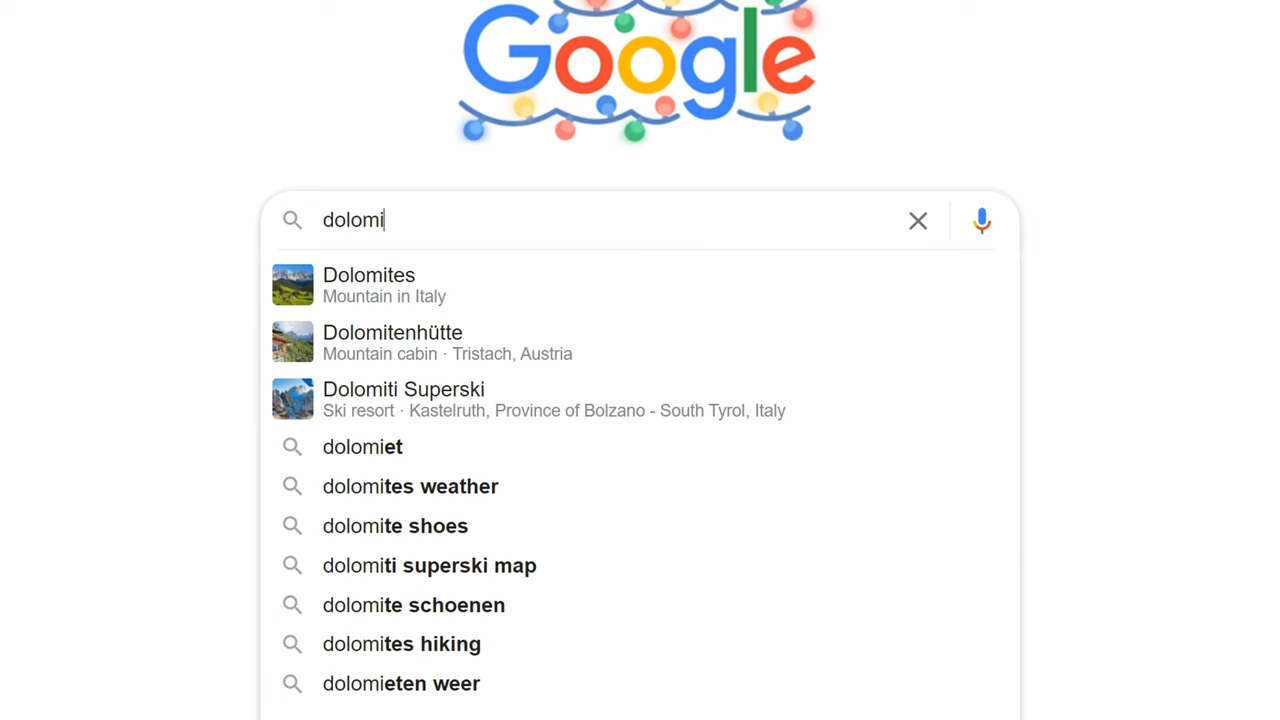 Google
dolomi
Dolomites
Mountain in Italy
Dolomitenhütte
Mountain cabin · Tristach, Austria
Dolomiti Superski
Ski resort · Kastelruth, Province of Bolzano - South Tyrol, Italy
dolomiet
dolomites weather
dolomite shoes
dolomiti superski map
dolomite schoenen
dolomites hiking
dolomieten weer